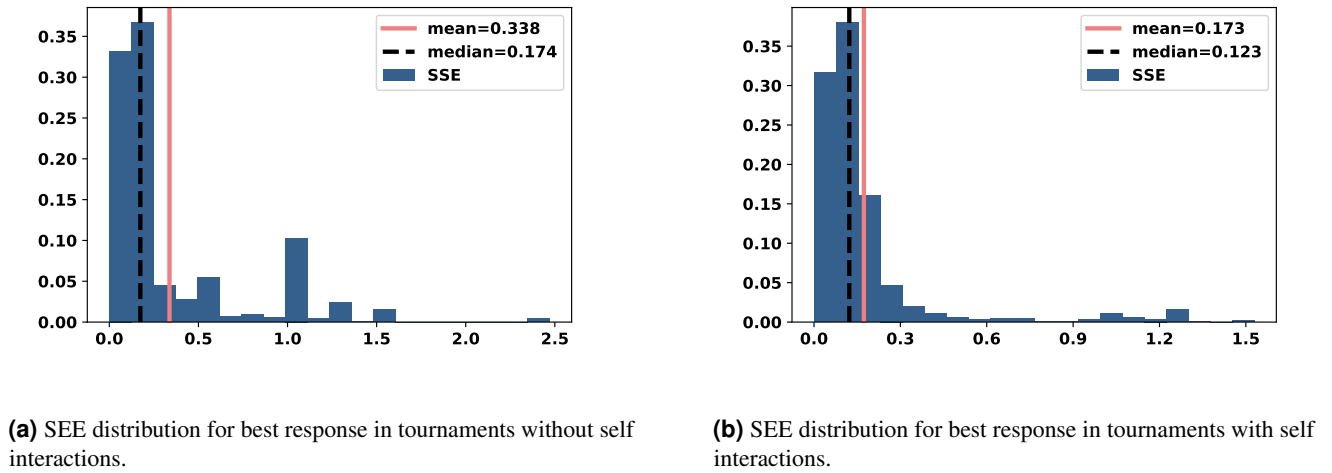 0.35
0.30
0.25
0.20
0.15
0.10
0.05
0.00
0.0 0.5 1.0 1.5 2.0 2.5
mean=0.338
median=0.174
SSE
(a) SEE distribution for best response in tournaments without self
interactions.
0.35
0.30
0.25
0.20
0.15
0.10
0.05
0.00
0.0 0.3 0.6 0.9 1.2 1.5
mean=0.173
median=0.123
SSE
(b) SEE distribution for best response in tournaments with self
interactions.